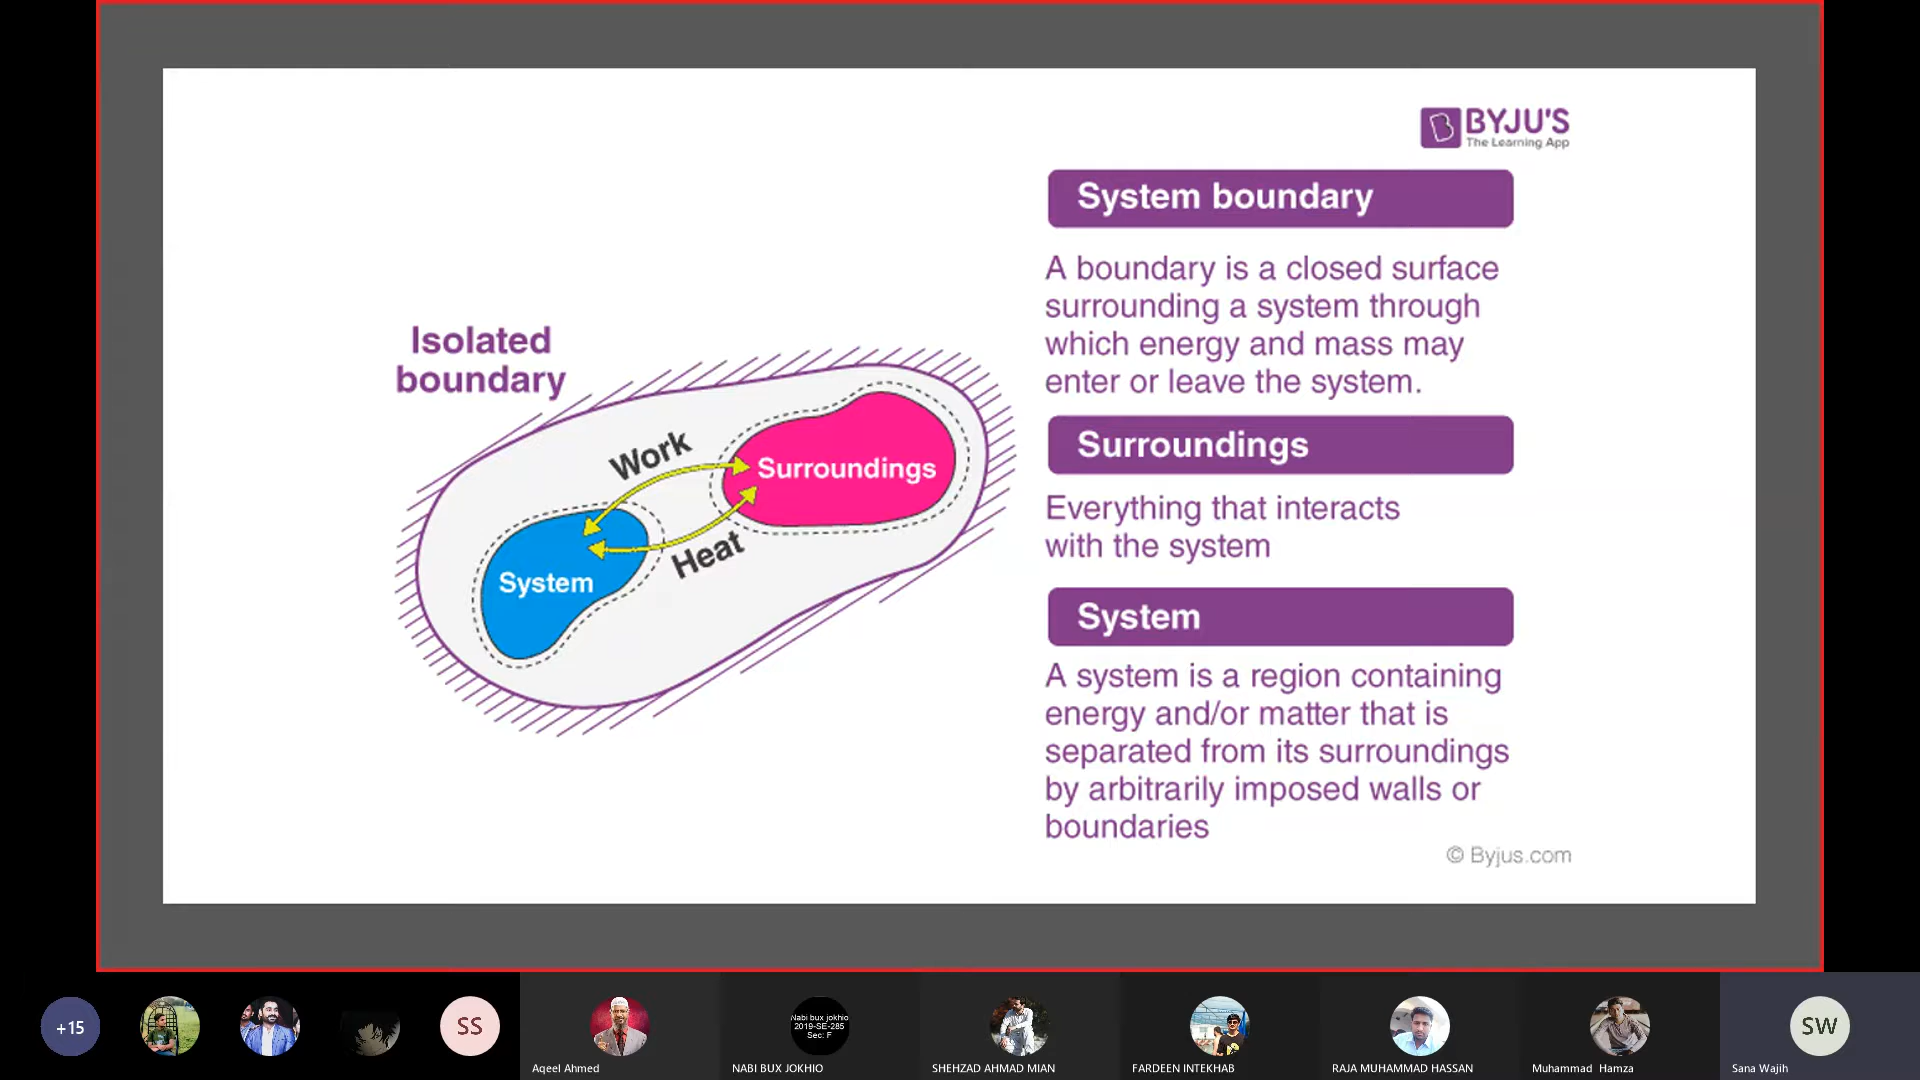 BYJU'S
The Learning App
System boundary
A boundary is a closed surface
surrounding a system through
which energy and mass may
enter or leave the system.
Surroundings
Everything that interacts
with the system
System
A system is a region containing
energy and/or matter that is
separated from its surroundings
by arbitrarily imposed walls or
boundaries
© Byjus.com
Isolated
boundary
Work
Surroundings
Heat
System
+15
SS
Aqeel Ahmed
Nabi bux jokhio
2019-SE-285
Sec: F
NABI BUX JOKHIO
SHEHZAD AHMAD MIAN
FARDEEN INTEKHAB
RAJA MUHAMMAD HASSAN
Muhammad Hamza
SW
Sana Wajih